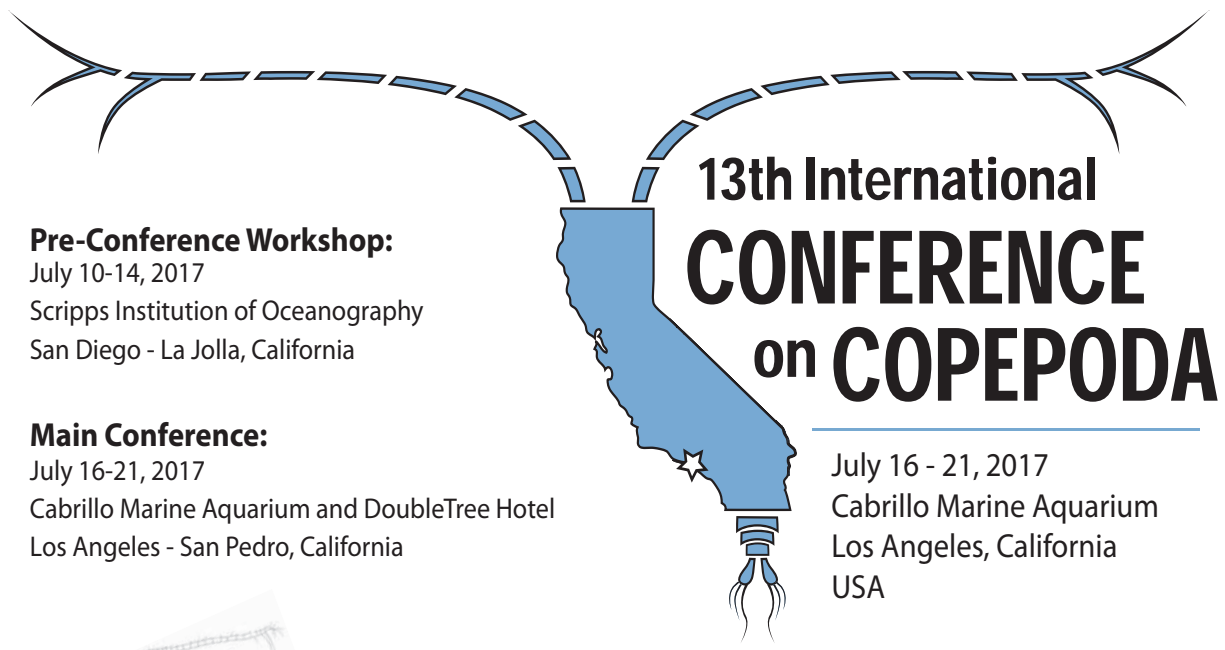 13th International
CONFERENCE
on COPEPODA
Pre-Conference Workshop:
July 10-14, 2017
Scripps Institution of Oceanography
San Diego - La Jolla, California
Main Conference:
July 16-21, 2017
Cabrillo Marine Aquarium and DoubleTree Hotel
Los Angeles - San Pedro, California
July 16 - 21, 2017
Cabrillo Marine Aquarium
Los Angeles, California
USA